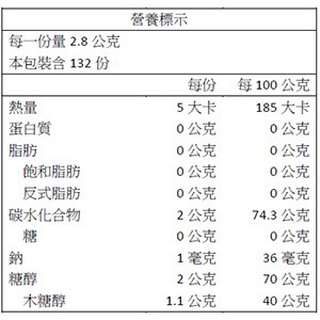 營養標示
每一份量 2.8 公克
本包裝含 132 份
每份 每 100 公克
熱量 5 大卡 185 大卡
蛋白質 0 公克 0 公克
脂肪 0 公克 0 公克
飽和脂肪 0 公克 0 公克
反式脂肪 0 公克 0 公克
碳水化合物 2 公克 74.3 公克
糖 0 公克 0 公克
鈉 1 毫克 36 毫克
糖醇 2 公克 70 公克
木糖醇 1.1 公克 40 公克